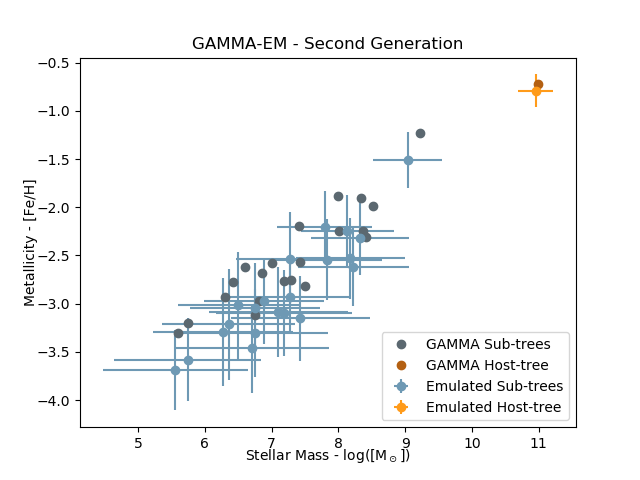 GAMMA-EM - Second Generation
Metallicity - [Fe/H]
−0.5
−1.0
−1.5
−2.0
−2.5
−3.0
−3.5
−4.0
GAMMA Sub-trees
GAMMA Host-tree
Emulated Sub-trees
Emulated Host-tree
5 6 7 8 9 10 11
Stellar Mass - log([M⊙])